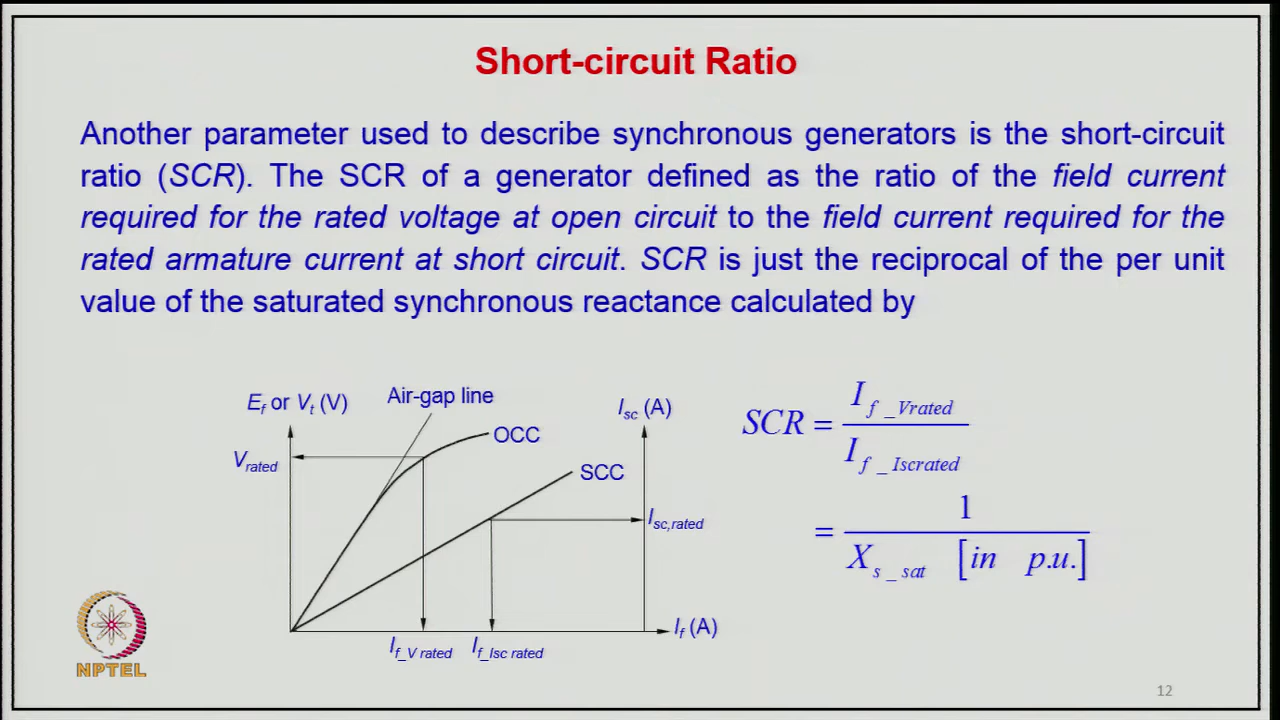 Short-circuit Ratio
Another parameter used to describe synchronous generators is the short-circuit
ratio (SCR). The SCR of a generator defined as the ratio of the field current
required for the rated voltage at open circuit to the field current required for the
rated armature current at short circuit. SCR is just the reciprocal of the per unit
value of the saturated synchronous reactance calculated by
E_f or V_t (V)
Air-gap line
I_sc (A)
OCC
V_rated
SCC
I_sc,rated
I_f (A)
I_f_V rated
I_f_Isc rated
SCR = I_f_Vrated / I_f_Iscrated
= 1 / X_s_sat [in p.u.]
NPTEL
12